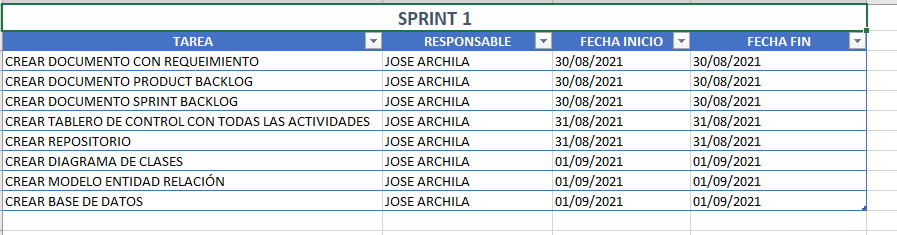 SPRINT 1
TAREA RESPONSABLE FECHA INICIO FECHA FIN
CREAR DOCUMENTO CON REQUEIMIENTO JOSE ARCHILA 30/08/2021 30/08/2021
CREAR DOCUMENTO PRODUCT BACKLOG JOSE ARCHILA 30/08/2021 30/08/2021
CREAR DOCUMENTO SPRINT BACKLOG JOSE ARCHILA 30/08/2021 30/08/2021
CREAR TABLERO DE CONTROL CON TODAS LAS ACTIVIDADES JOSE ARCHILA 31/08/2021 31/08/2021
CREAR REPOSITORIO JOSE ARCHILA 31/08/2021 31/08/2021
CREAR DIAGRAMA DE CLASES JOSE ARCHILA 01/09/2021 01/09/2021
CREAR MODELO ENTIDAD RELACIÓN JOSE ARCHILA 01/09/2021 01/09/2021
CREAR BASE DE DATOS JOSE ARCHILA 01/09/2021 01/09/2021